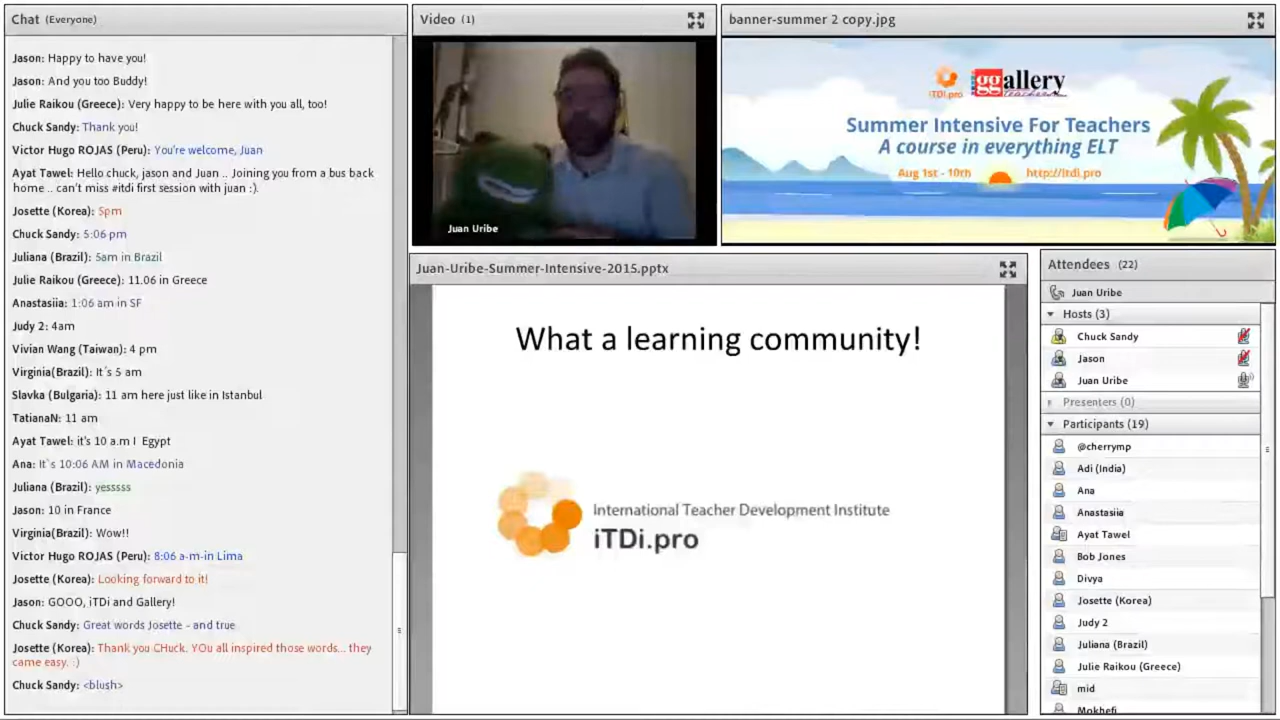 Chat (Everyone)
Jason: Happy to have you!
Jason: And you too Buddy!
Julie Raikou (Greece): Very happy to be here with you all, too!
Chuck Sandy: Thank you!
Victor Hugo ROJAS (Peru): You're welcome, Juan
Ayat Tawel: Hello chuck, jason and Juan .. Joining you from a bus back
home .. can't miss #itdi first session with juan :).
Josette (Korea): 5pm
Chuck Sandy: 5:06 pm
Juliana (Brazil): 5am in Brazil
Julie Raikou (Greece): 11.06 in Greece
Anastasiia: 1:06 am in SF
Judy 2: 4am
Vivian Wang (Taiwan): 4 pm
Virginia(Brazil): It´s 5 am
Slavka (Bulgaria): 11 am here just like in Istanbul
TatianaN: 11 am
Ayat Tawel: it's 10 a.m I Egypt
Ana: It`s 10:06 AM in Macedonia
Juliana (Brazil): yesssss
Jason: 10 in France
Virginia(Brazil): Wow!!
Victor Hugo ROJAS (Peru): 8:06 a-m-in Lima
Josette (Korea): Looking forward to it!
Jason: GOOO, iTDi and Gallery!
Chuck Sandy: Great words Josette - and true
Josette (Korea): Thank you CHuck. YOu all inspired those words... they
came easy. :)
Chuck Sandy: <blush>
Video (1)
Juan Uribe
banner-summer 2 copy.jpg
iTDi.pro
ggallery
teachers
Summer Intensive For Teachers
A course in everything ELT
Aug 1st - 10th http://itdi.pro
Juan-Uribe-Summer-Intensive-2015.pptx
What a learning community!
International Teacher Development Institute
iTDi.pro
Attendees (22)
Juan Uribe
Hosts (3)
Chuck Sandy
Jason
Juan Uribe
Presenters (0)
Participants (19)
@cherrymp
Adi (India)
Ana
Anastasiia
Ayat Tawel
Bob Jones
Divya
Josette (Korea)
Judy 2
Juliana (Brazil)
Julie Raikou (Greece)
mid
Mokhefi